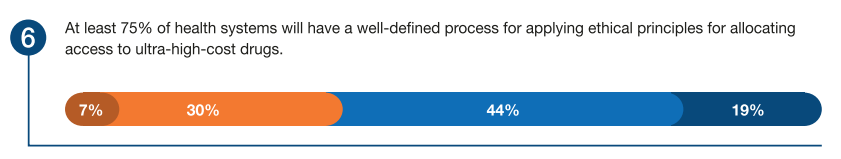 6
At least 75% of health systems will have a well-defined process for applying ethical principles for allocating
access to ultra-high-cost drugs.
7% 30% 44% 19%